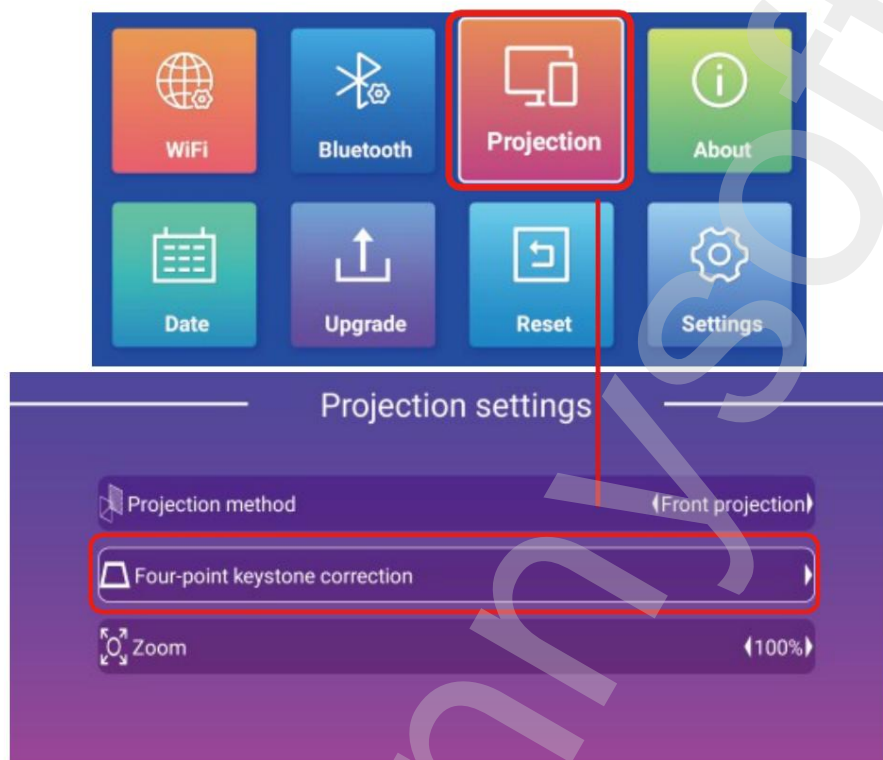 WiFi
Bluetooth
Projection
About
Date
Upgrade
Reset
Settings
Projection settings
Projection method
Front projection
Four-point keystone correction
Zoom
100%